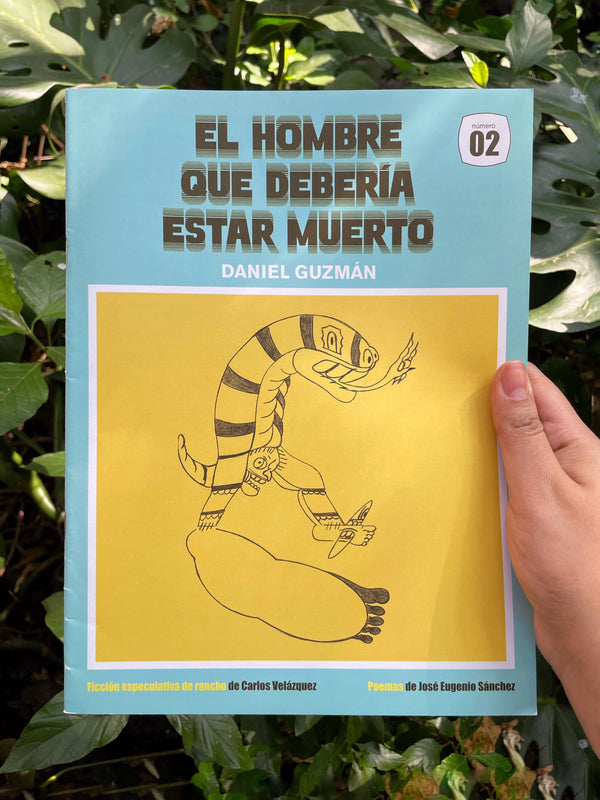 número
02
EL HOMBRE
QUE DEBERÍA
ESTAR MUERTO
DANIEL GUZMÁN
Ficción especulativa de rancho de Carlos Velázquez
Poemas de José Eugenio Sánchez